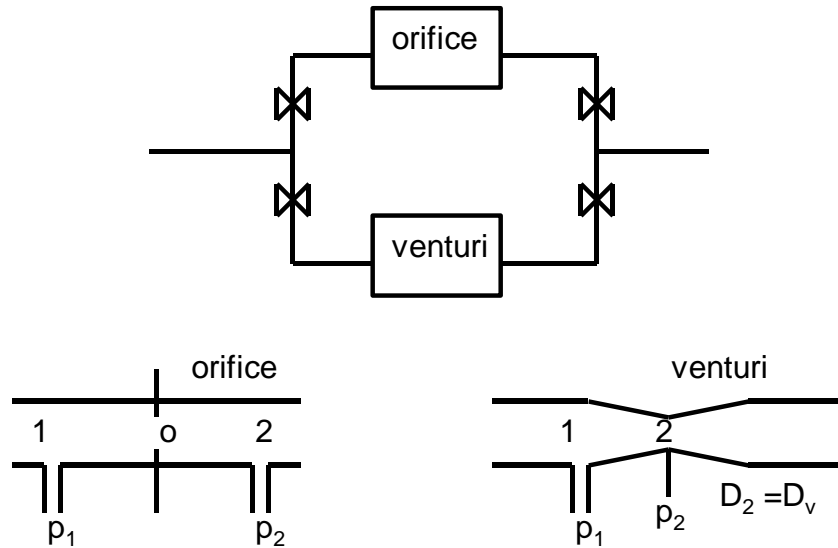 orifice
venturi
orifice
1 o 2
p₁ p₂
venturi
1 2
p₁ p₂ D₂ =Dᵥ